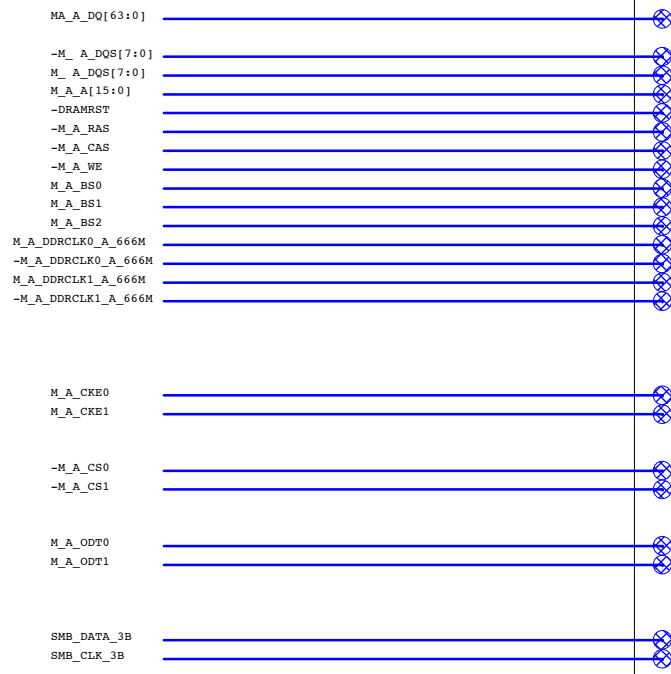 MA_A_DQ[63:0]
-M_ A_DQS[7:0]
M_ A_DQS[7:0]
M_A_A[15:0]
-DRAMRST
-M_A_RAS
-M_A_CAS
-M_A_WE
M_A_BS0
M_A_BS1
M_A_BS2
M_A_DDRCLK0_A_666M
-M_A_DDRCLK0_A_666M
M_A_DDRCLK1_A_666M
-M_A_DDRCLK1_A_666M
M_A_CKE0
M_A_CKE1
-M_A_CS0
-M_A_CS1
M_A_ODT0
M_A_ODT1
SMB_DATA_3B
SMB_CLK_3B